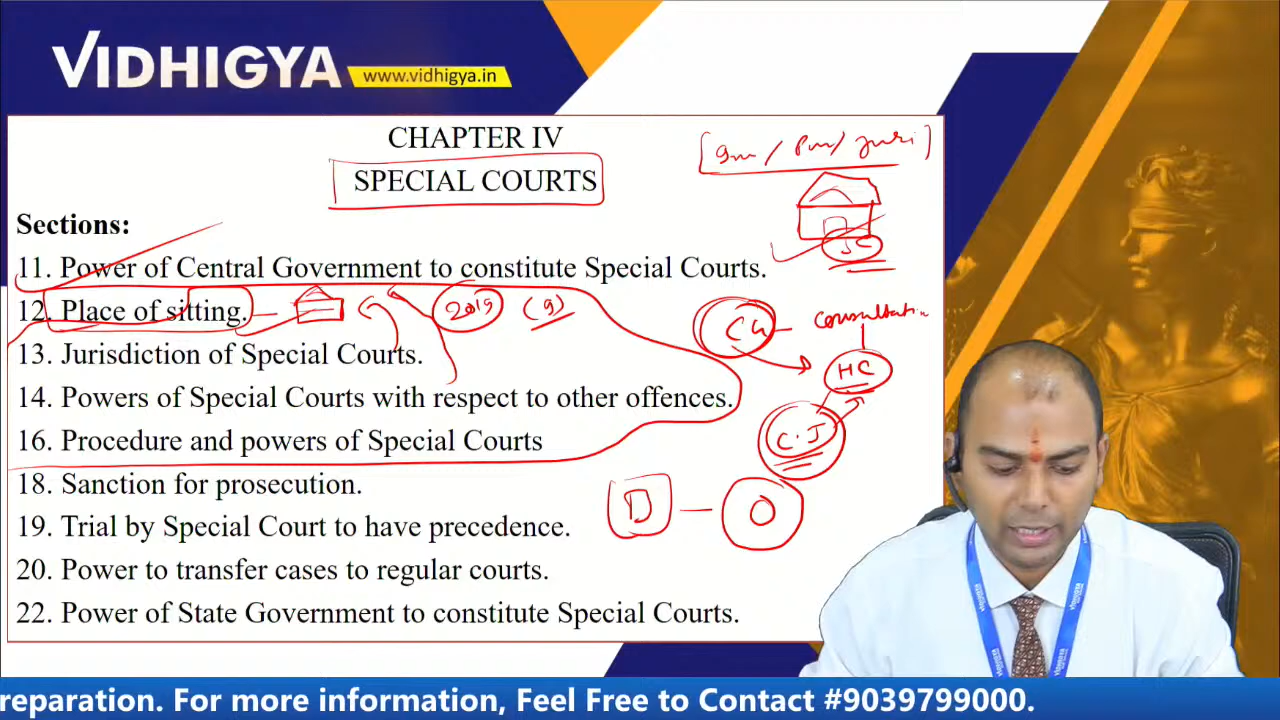 VIDHIGYA
www.vidhigya.in
CHAPTER IV
SPECIAL COURTS
Sections:
11. Power of Central Government to constitute Special Courts.
12. Place of sitting.
2019 (9)
13. Jurisdiction of Special Courts.
14. Powers of Special Courts with respect to other offences.
16. Procedure and powers of Special Courts
18. Sanction for prosecution.
19. Trial by Special Court to have precedence.
20. Power to transfer cases to regular courts.
22. Power of State Government to constitute Special Courts.
HC
C.J
D — O
VIDHIGYA
reparation. For more information, Feel Free to Contact #9039799000.